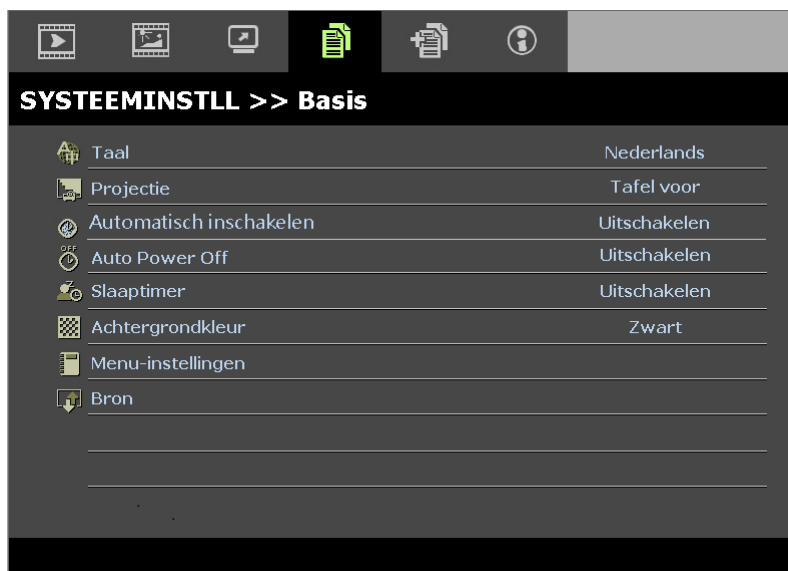 SYSTEEMINSTLL >> Basis
Taal Nederlands
Projectie Tafel voor
Automatisch inschakelen Uitschakelen
OFF
Auto Power Off Uitschakelen
Slaaptimer Uitschakelen
Achtergrondkleur Zwart
Menu-instellingen
Bron